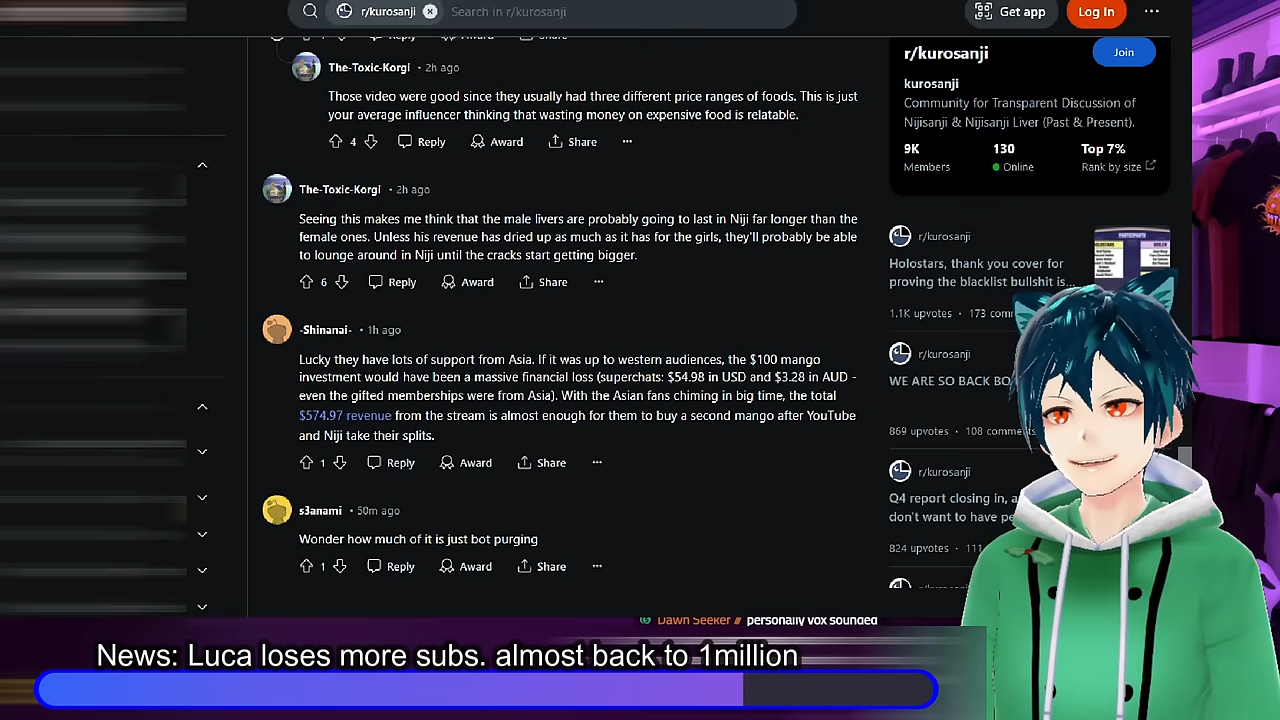 r/kurosanji
Search in r/kurosanji
Get app
Log In
Reply
Award
Share
The-Toxic-Korgi • 2h ago
Those video were good since they usually had three different price ranges of foods. This is just
your average influencer thinking that wasting money on expensive food is relatable.
4
Reply
Award
Share
The-Toxic-Korgi • 2h ago
Seeing this makes me think that the male livers are probably going to last in Niji far longer than the
female ones. Unless his revenue has dried up as much as it has for the girls, they'll probably be able
to lounge around in Niji until the cracks start getting bigger.
6
Reply
Award
Share
-Shinanai- • 1h ago
Lucky they have lots of support from Asia. If it was up to western audiences, the $100 mango
investment would have been a massive financial loss (superchats: $54.98 in USD and $3.28 in AUD -
even the gifted memberships were from Asia). With the Asian fans chiming in big time, the total
$574.97 revenue from the stream is almost enough for them to buy a second mango after YouTube
and Niji take their splits.
1
Reply
Award
Share
s3anami • 50m ago
Wonder how much of it is just bot purging
1
Reply
Award
Share
r/kurosanji
Join
kurosanji
Community for Transparent Discussion of
Nijisanji & Nijisanji Liver (Past & Present).
9K
130
Top 7%
Members
Online
Rank by size
r/kurosanji
Holostars, thank you cover for
proving the blacklist bullshit is...
1.1K upvotes • 173
r/kurosanji
WE ARE SO BACK
869 upvotes • 108
r/kurosanji
Q4 report closing in,
don't want to have
824 upvotes •
Dawn Seeker // personally vox sounded
News: Luca loses more subs. almost back to 1million